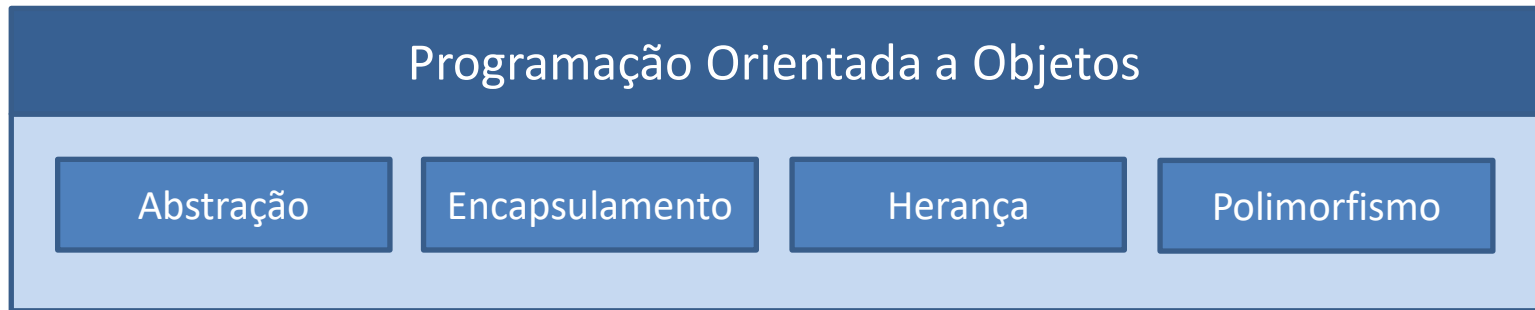 Programação Orientada a Objetos
Abstração Encapsulamento Herança Polimorfismo